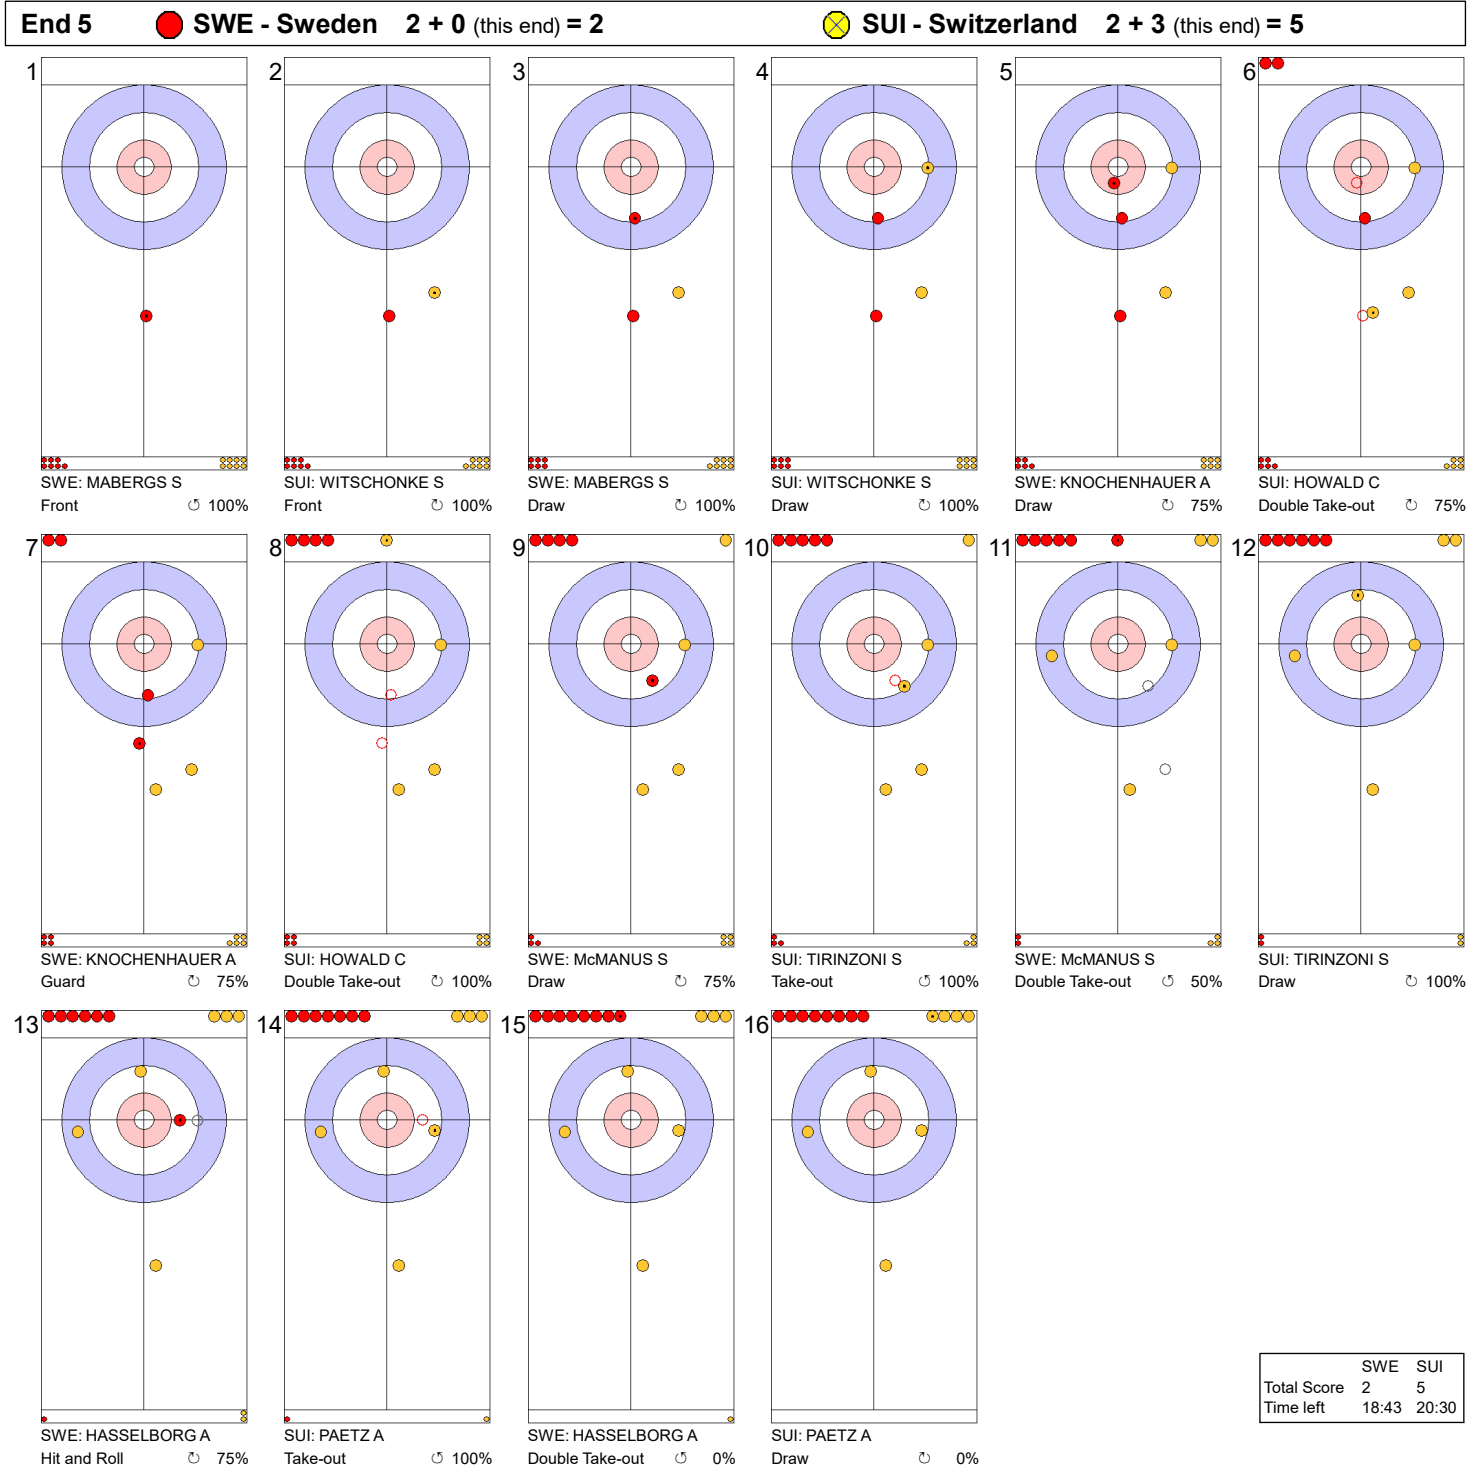 End 5 SWE - Sweden 2 + 0 (this end) = 2 SUI - Switzerland 2 + 3 (this end) = 5
1 2 3 4 5 6
SWE: MABERGS S SUI: WITSCHONKE S SWE: MABERGS S SUI: WITSCHONKE S SWE: KNOCHENHAUER A SUI: HOWALD C
Front ↺ 100% Front ↻ 100% Draw ↻ 100% Draw ↻ 100% Draw ↻ 75% Double Take-out ↻ 75%
7 8 9 10 11 12
SWE: KNOCHENHAUER A SUI: HOWALD C SWE: McMANUS S SUI: TIRINZONI S SWE: McMANUS S SUI: TIRINZONI S
Guard ↻ 75% Double Take-out ↻ 100% Draw ↻ 75% Take-out ↺ 100% Double Take-out ↺ 50% Draw ↻ 100%
13 14 15 16
SWE: HASSELBORG A SUI: PAETZ A SWE: HASSELBORG A SUI: PAETZ A
Hit and Roll ↻ 75% Take-out ↺ 100% Double Take-out ↺ 0% Draw ↻ 0%
SWE SUI
Total Score 2 5
Time left 18:43 20:30